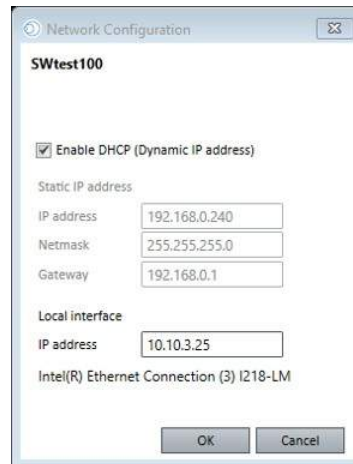 Network Configuration
SWtest100
Enable DHCP (Dynamic IP address)
Static IP address
IP address 192.168.0.240
Netmask 255.255.255.0
Gateway 192.168.0.1
Local interface
IP address 10.10.3.25
Intel(R) Ethernet Connection (3) I218-LM
OK Cancel